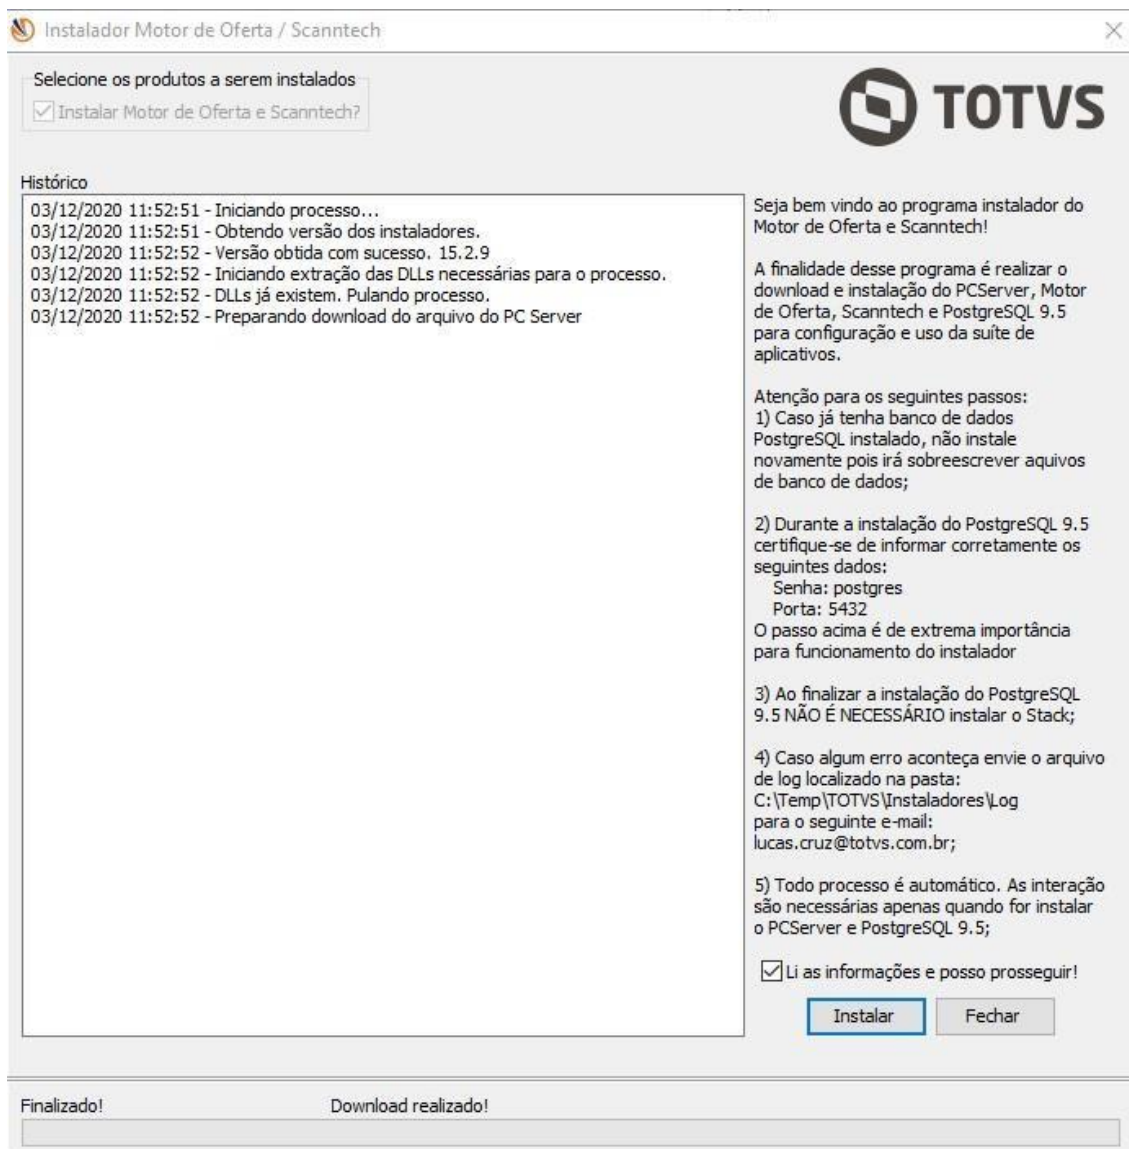 Instalador Motor de Oferta / Scanntech
Selecione os produtos a serem instalados
Instalar Motor de Oferta e Scanntech?
TOTVS
Histórico
03/12/2020 11:52:51 - Iniciando processo...
03/12/2020 11:52:51 - Obtendo versão dos instaladores.
03/12/2020 11:52:52 - Versão obtida com sucesso. 15.2.9
03/12/2020 11:52:52 - Iniciando extração das DLLs necessárias para o processo.
03/12/2020 11:52:52 - DLLs já existem. Pulando processo.
03/12/2020 11:52:52 - Preparando download do arquivo do PC Server
Seja bem vindo ao programa instalador do
Motor de Oferta e Scanntech!
A finalidade desse programa é realizar o
download e instalação do PCServer, Motor
de Oferta, Scanntech e PostgreSQL 9.5
para configuração e uso da suíte de
aplicativos.
Atenção para os seguintes passos:
1) Caso já tenha banco de dados
PostgreSQL instalado, não instale
novamente pois irá sobreescrever aquivos
de banco de dados;
2) Durante a instalação do PostgreSQL 9.5
certifique-se de informar corretamente os
seguintes dados:
Senha: postgres
Porta: 5432
O passo acima é de extrema importância
para funcionamento do instalador
3) Ao finalizar a instalação do PostgreSQL
9.5 NÃO É NECESSÁRIO instalar o Stack;
4) Caso algum erro aconteça envie o arquivo
de log localizado na pasta:
C:\Temp\TOTVS\Instaladores\Log
para o seguinte e-mail:
lucas.cruz@totvs.com.br;
5) Todo processo é automático. As interação
são necessárias apenas quando for instalar
o PCServer e PostgreSQL 9.5;
Li as informações e posso prosseguir!
Instalar
Fechar
Finalizado!
Download realizado!